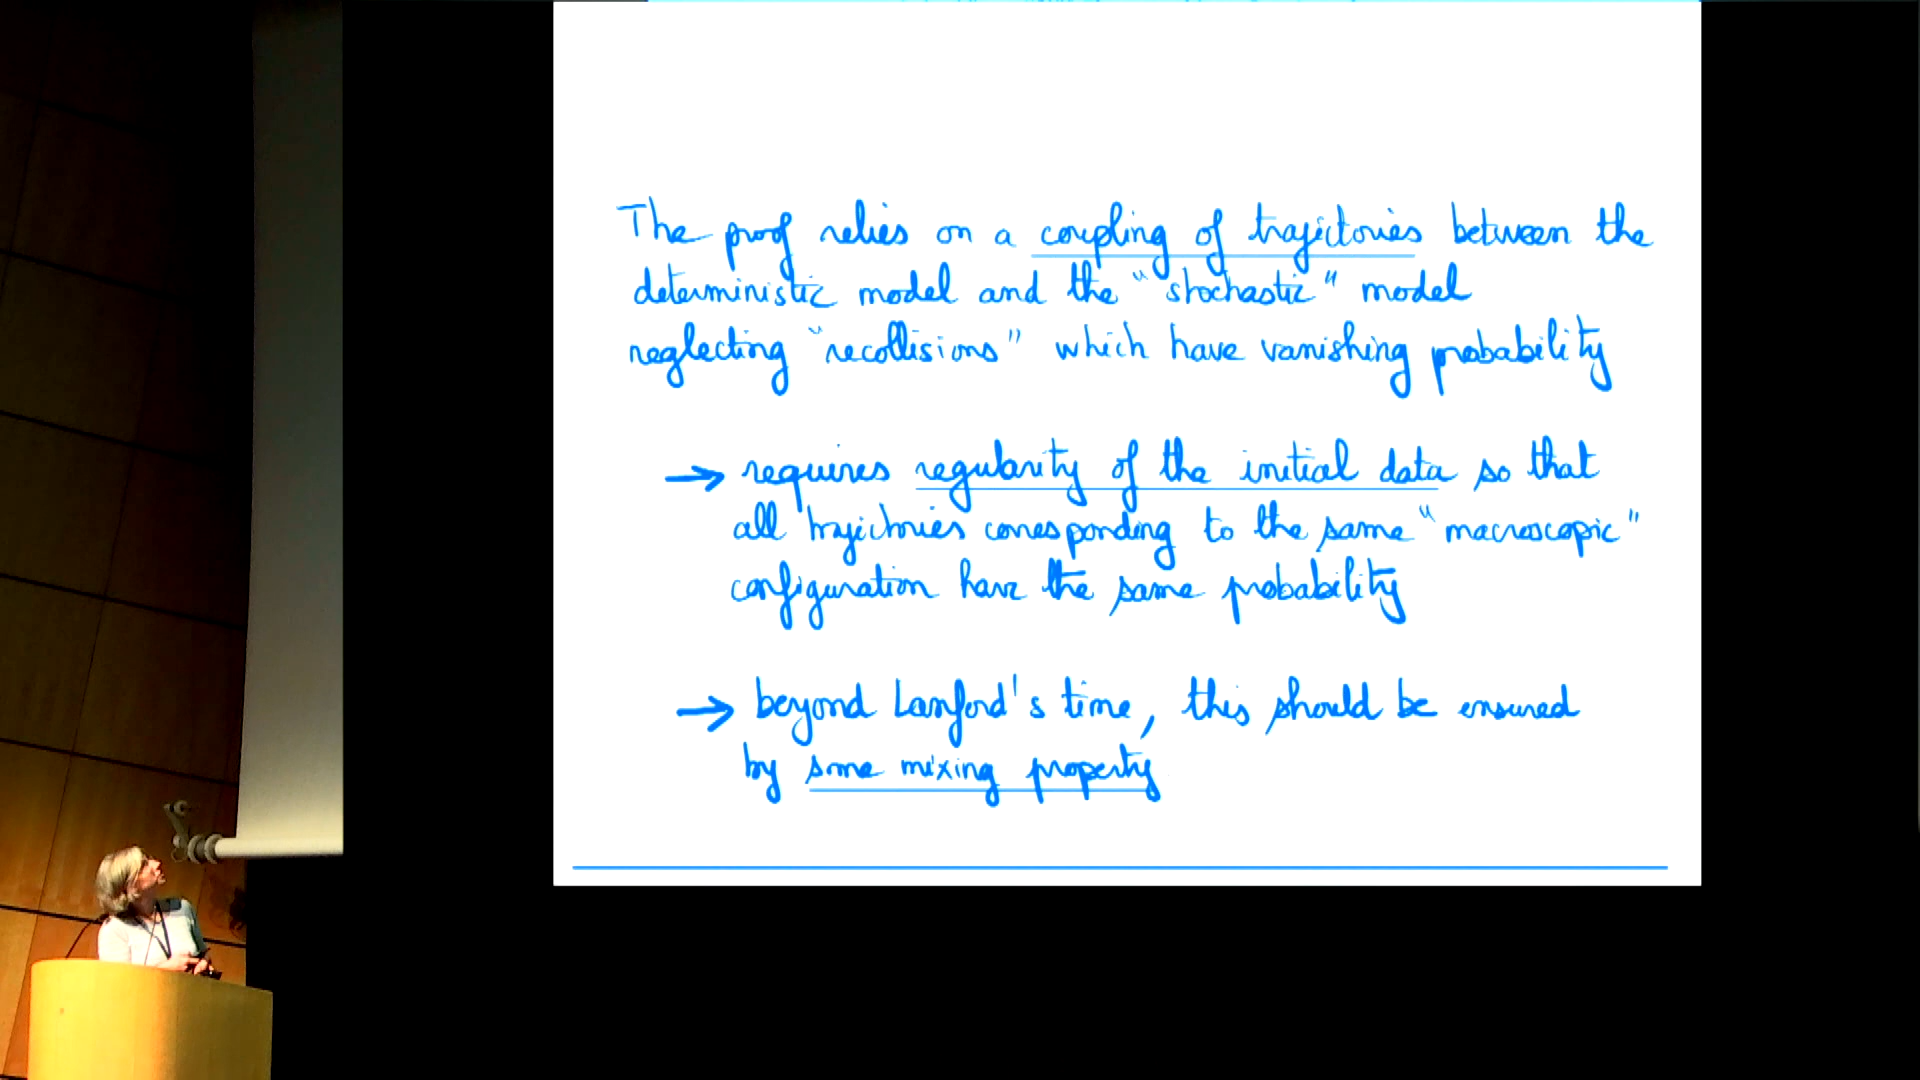 The proof relies on a coupling of trajectories between the
deterministic model and the "stochastic" model
neglecting "recollisions" which have vanishing probability
→ requires regularity of the initial data so that
all trajectories corresponding to the same "macroscopic"
configuration have the same probability
→ beyond Lanford's time, this should be ensured
by some mixing property